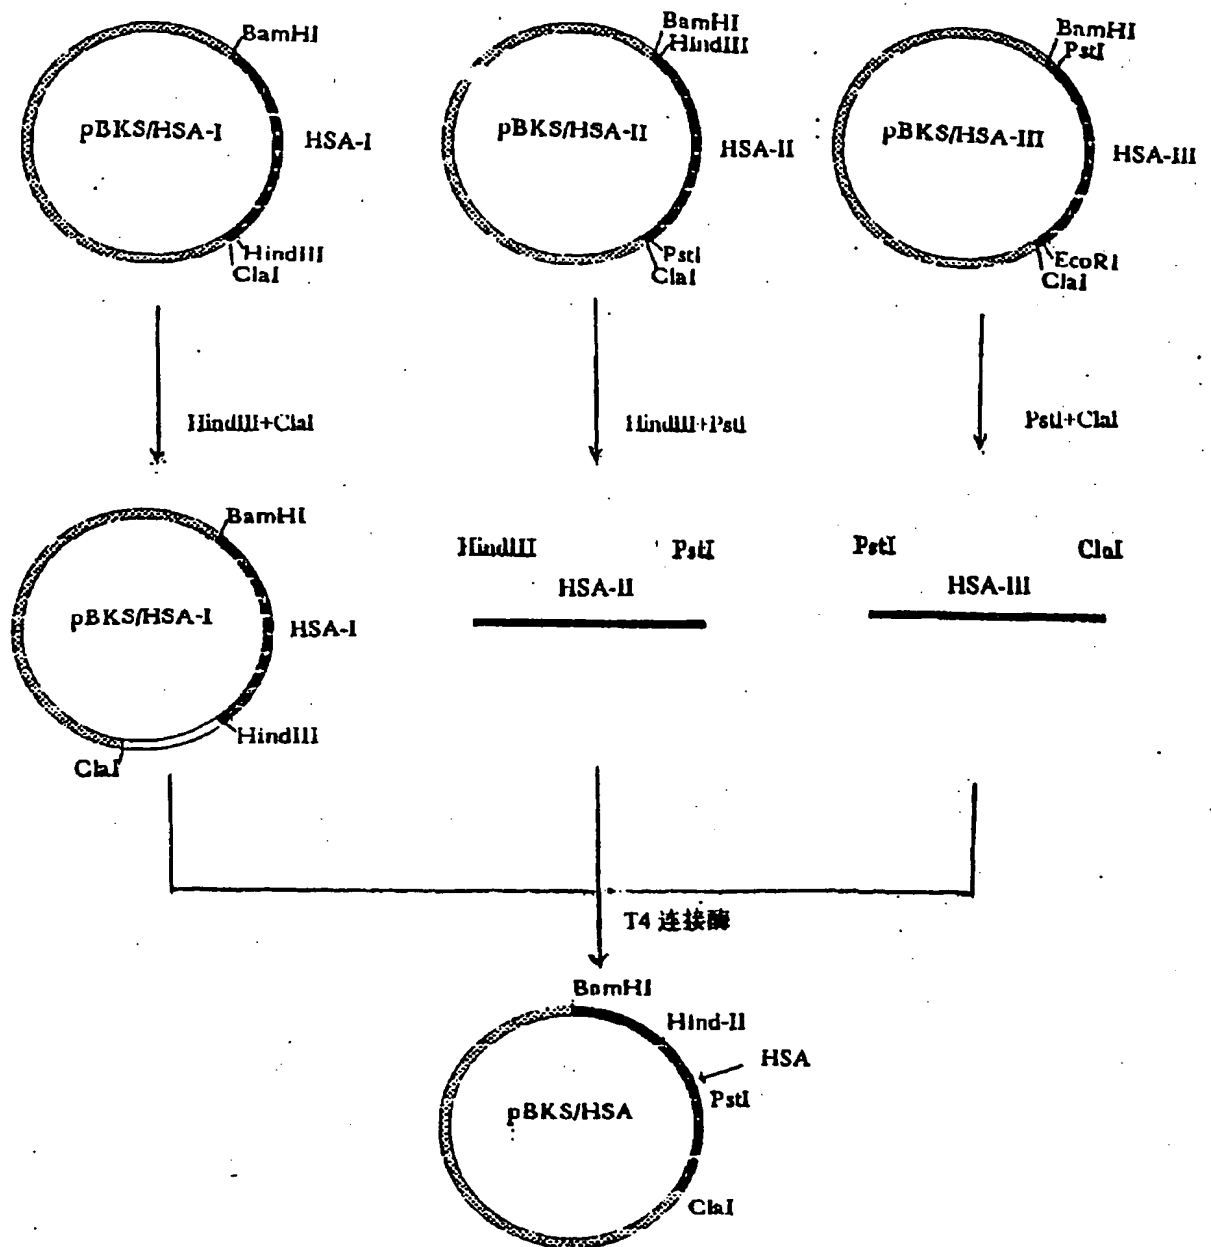 BamHI
pBKS/HSA-I
HSA-I
HindIII
ClaI
BamHI
HindIII
pBKS/HSA-II
HSA-II
PstI
ClaI
BamHI
PstI
pBKS/HSA-III
HSA-III
EcoRI
ClaI
HindIII+ClaI
HindIII+PstI
PstI+ClaI
BamHI
pBKS/HSA-I
HSA-I
HindIII
ClaI
HindIII
PstI
HSA-II
PstI
ClaI
HSA-III
T4 连接酶
BamHI
Hind-II
HSA
PstI
pBKS/HSA
ClaI